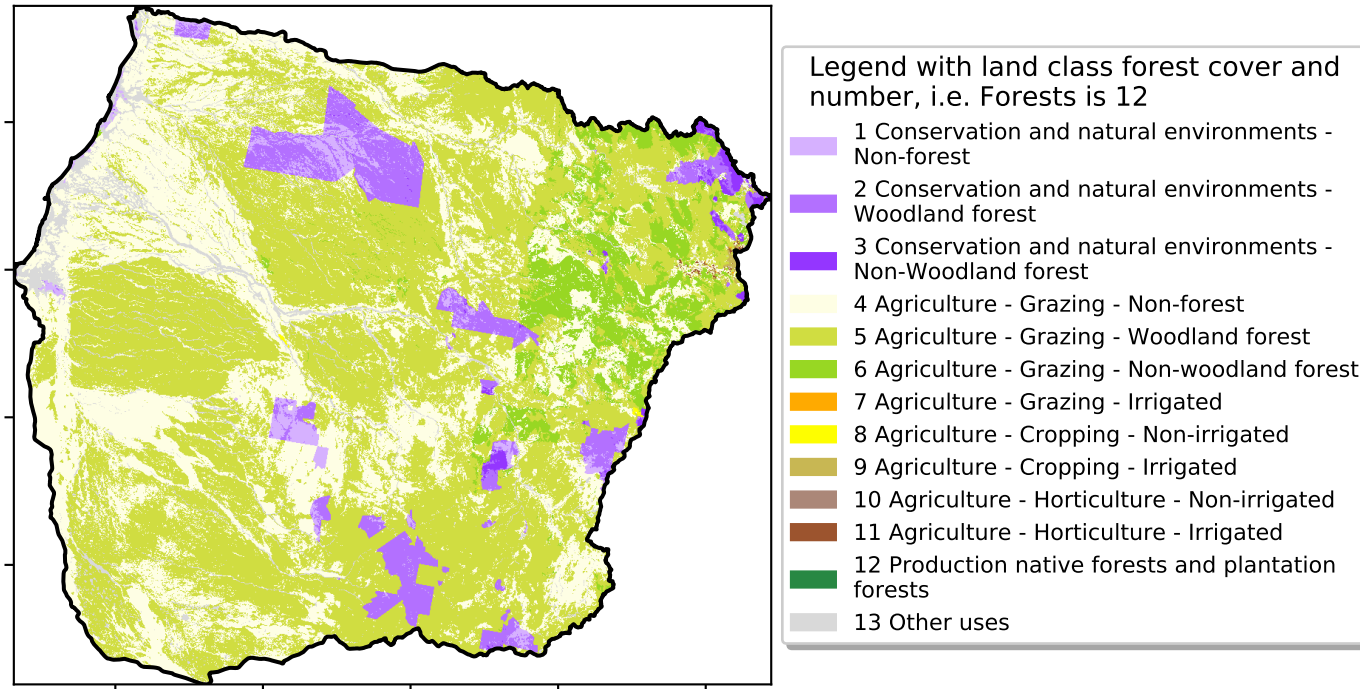 Legend with land class forest cover and
number, i.e. Forests is 12
1 Conservation and natural environments -
Non-forest
2 Conservation and natural environments -
Woodland forest
3 Conservation and natural environments -
Non-Woodland forest
4 Agriculture - Grazing - Non-forest
5 Agriculture - Grazing - Woodland forest
6 Agriculture - Grazing - Non-woodland forest
7 Agriculture - Grazing - Irrigated
8 Agriculture - Cropping - Non-irrigated
9 Agriculture - Cropping - Irrigated
10 Agriculture - Horticulture - Non-irrigated
11 Agriculture - Horticulture - Irrigated
12 Production native forests and plantation
forests
13 Other uses